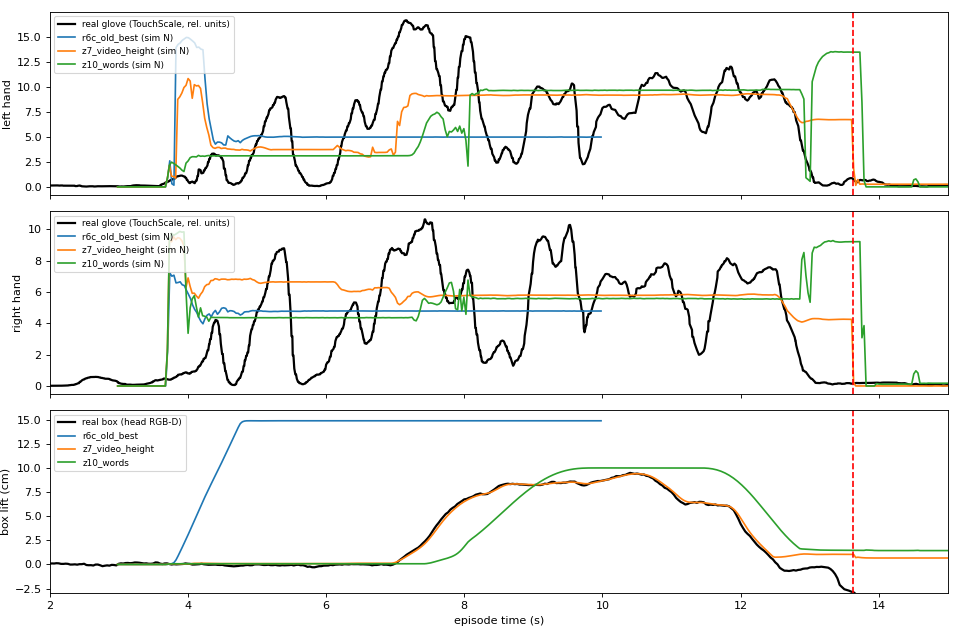 left hand
15.0
12.5
10.0
7.5
5.0
2.5
0.0
real glove (TouchScale, rel. units)
r6c_old_best (sim N)
z7_video_height (sim N)
z10_words (sim N)
right hand
10
8
6
4
2
0
real glove (TouchScale, rel. units)
r6c_old_best (sim N)
z7_video_height (sim N)
z10_words (sim N)
box lift (cm)
15.0
12.5
10.0
7.5
5.0
2.5
0.0
−2.5
real box (head RGB-D)
r6c_old_best
z7_video_height
z10_words
2 4 6 8 10 12 14
episode time (s)